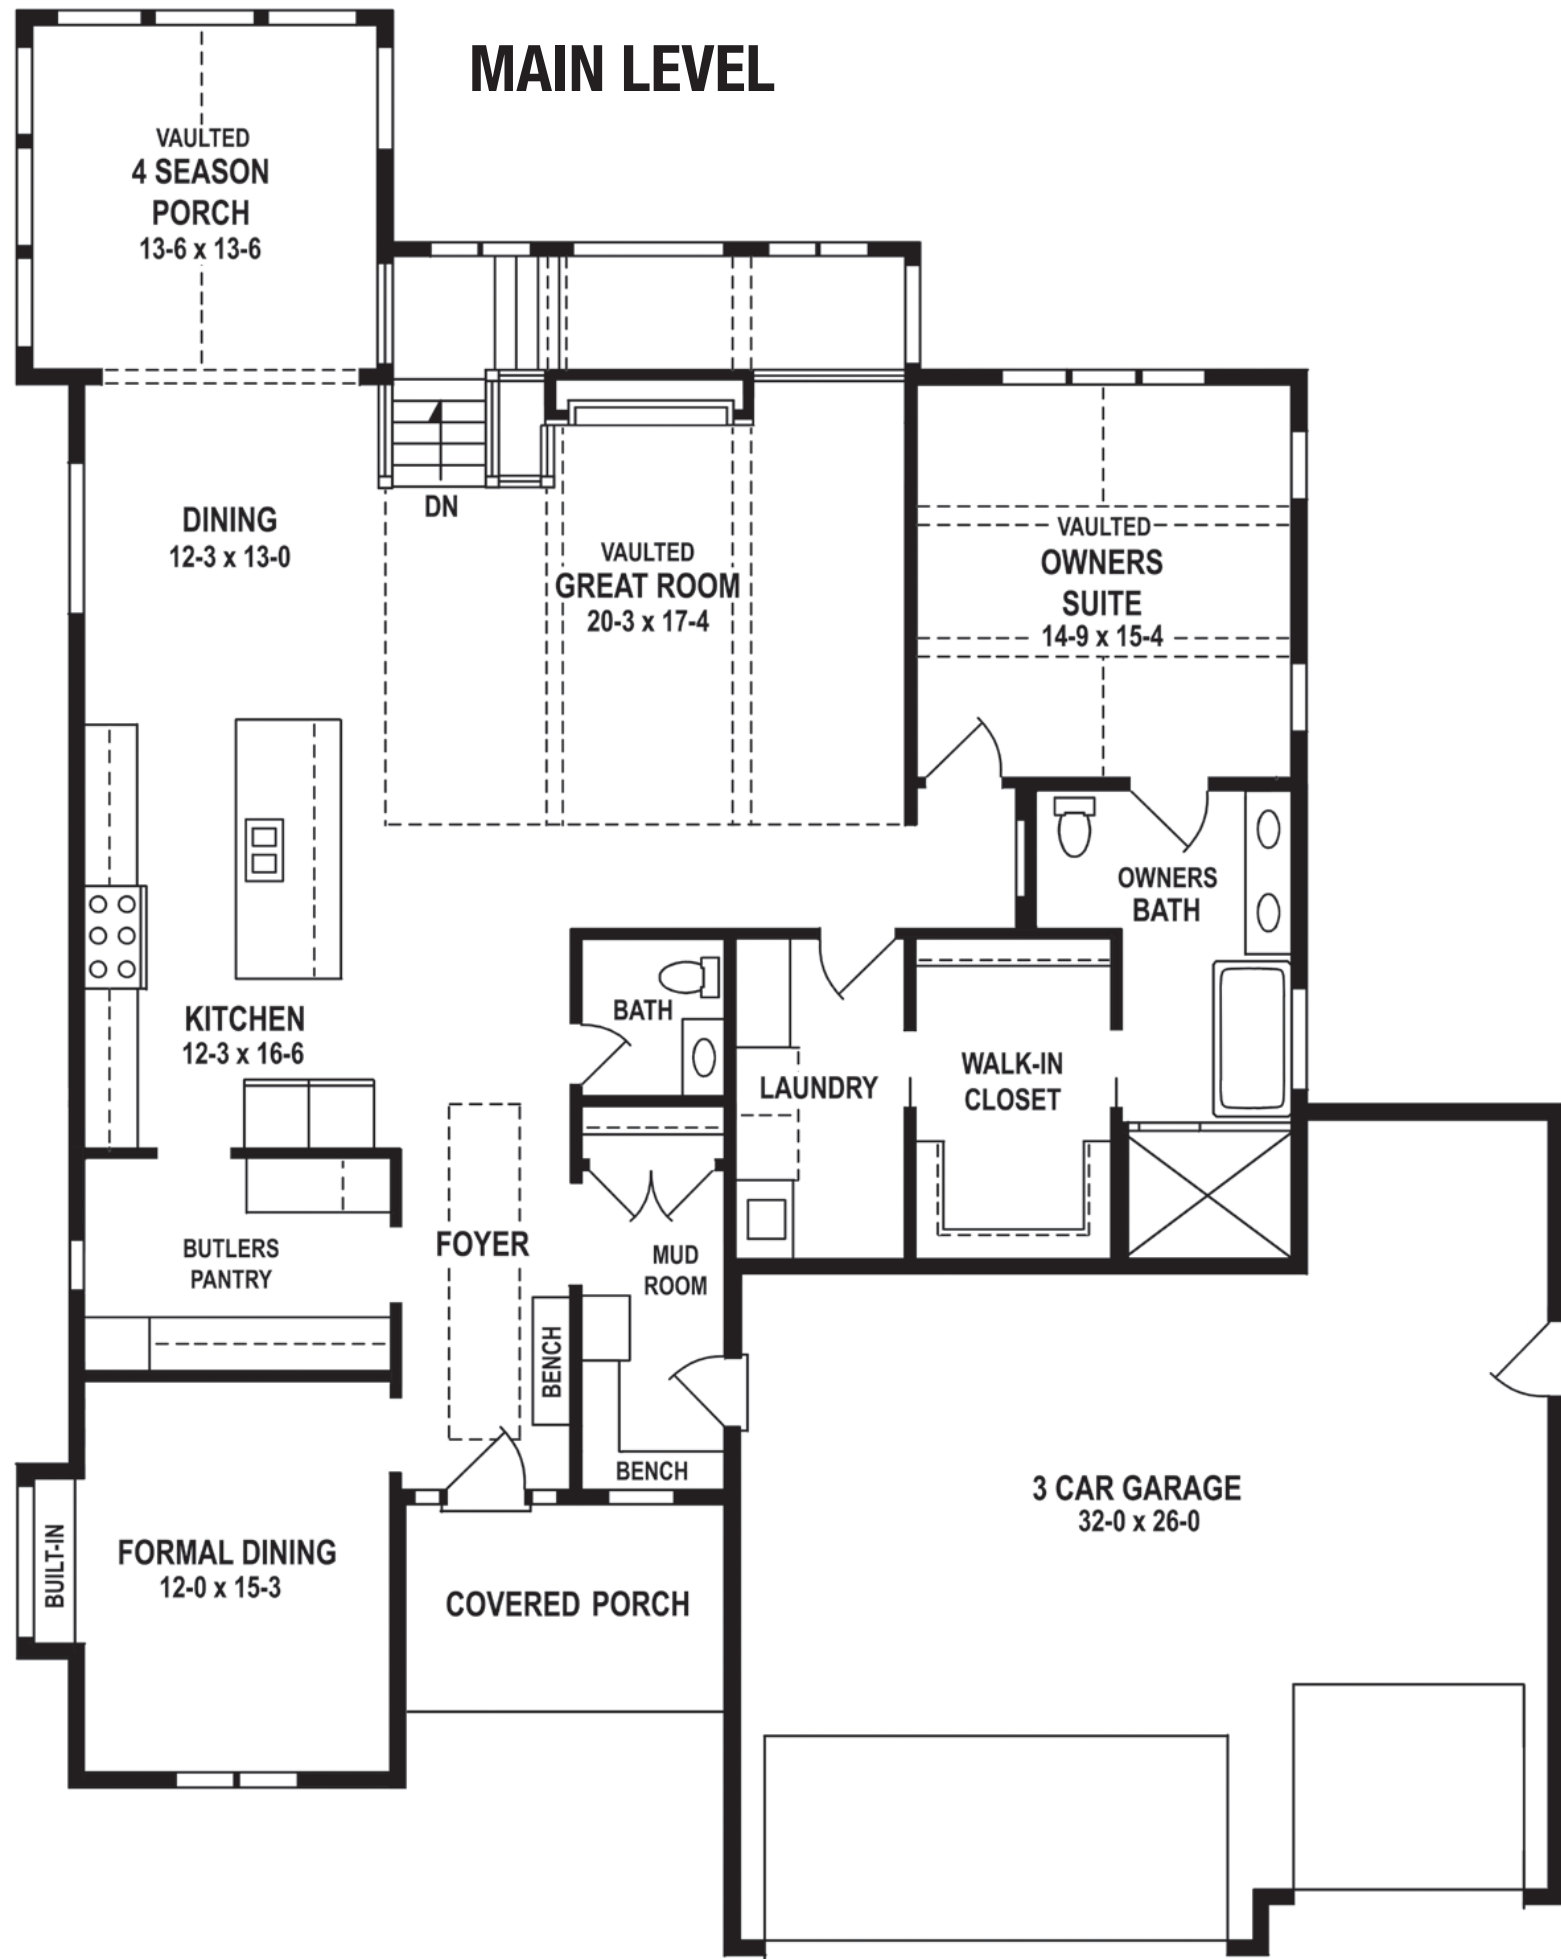 MAIN LEVEL
VAULTED
4 SEASON
PORCH
13-6 x 13-6
DN
DINING
12-3 x 13-0
VAULTED
GREAT ROOM
20-3 x 17-4
VAULTED
OWNERS
SUITE
14-9 x 15-4
OWNERS
BATH
KITCHEN
12-3 x 16-6
BATH
LAUNDRY
WALK-IN
CLOSET
BUTLERS
PANTRY
FOYER
MUD
ROOM
BENCH
BENCH
3 CAR GARAGE
32-0 x 26-0
BUILT-IN
FORMAL DINING
12-0 x 15-3
COVERED PORCH